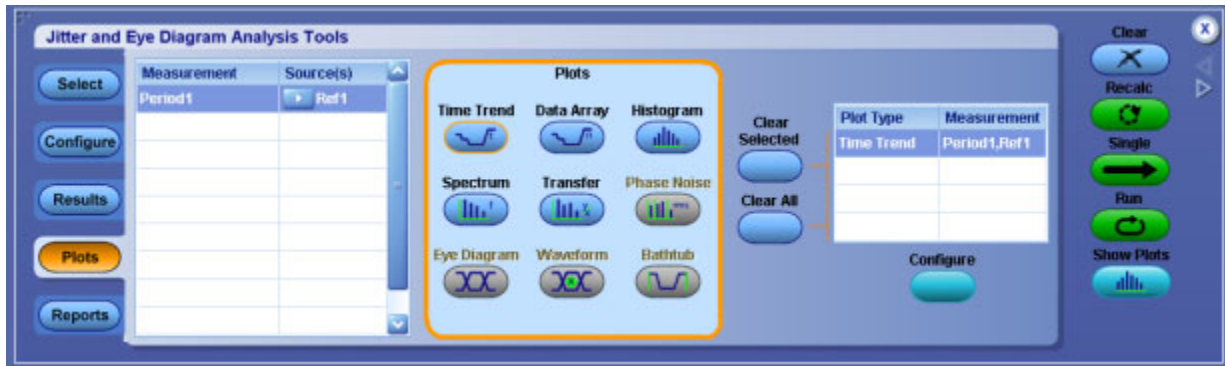 Jitter and Eye Diagram Analysis Tools
Select
Configure
Results
Plots
Reports
Measurement Source(s)
Period1 Ref1
Plots
Time Trend Data Array Histogram
Spectrum Transfer Phase Noise
Eye Diagram Waveform Bathtub
Clear
Selected
Clear All
Plot Type Measurement
Time Trend Period1,Ref1
Configure
Clear
Recalc
Single
Run
Show Plots